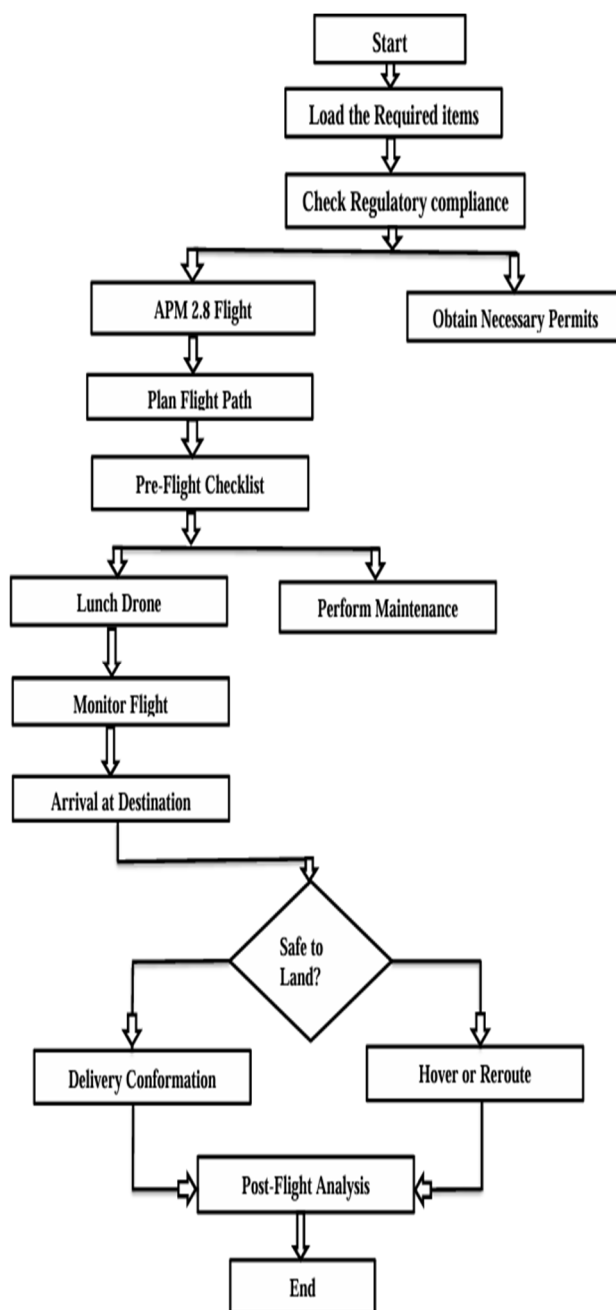 Start
Load the Required items
Check Regulatory compliance
APM 2.8 Flight
Obtain Necessary Permits
Plan Flight Path
Pre-Flight Checklist
Lunch Drone
Perform Maintenance
Monitor Flight
Arrival at Destination
Safe to
Land?
Delivery Conformation
Hover or Reroute
Post-Flight Analysis
End